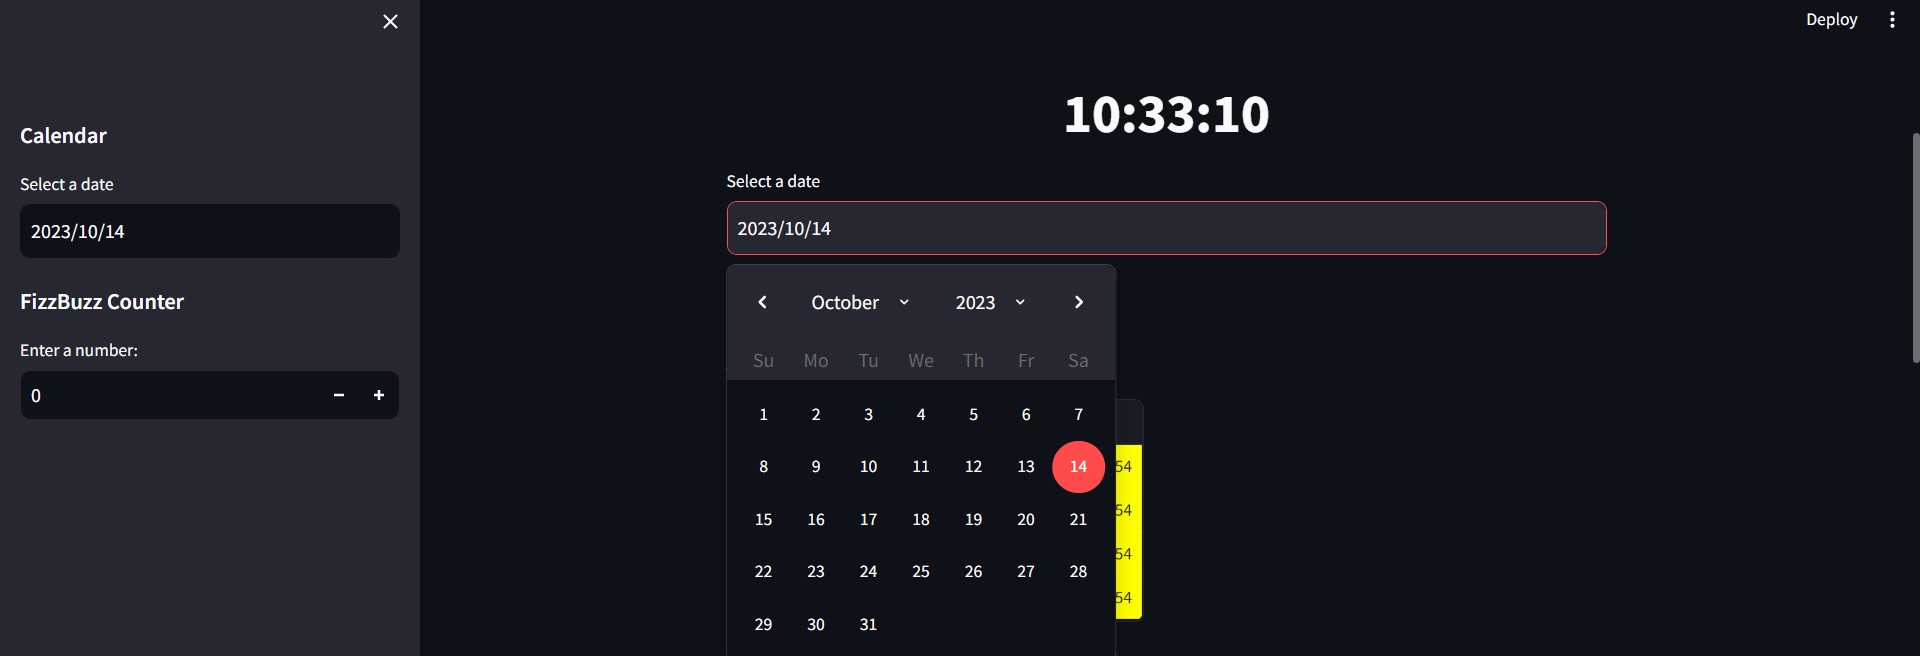 Deploy
Calendar
Select a date
2023/10/14
FizzBuzz Counter
Enter a number:
0
10:33:10
Select a date
2023/10/14
October 2023
Su Mo Tu We Th Fr Sa
1 2 3 4 5 6 7
8 9 10 11 12 13 14
15 16 17 18 19 20 21
22 23 24 25 26 27 28
29 30 31
54
54
54
54